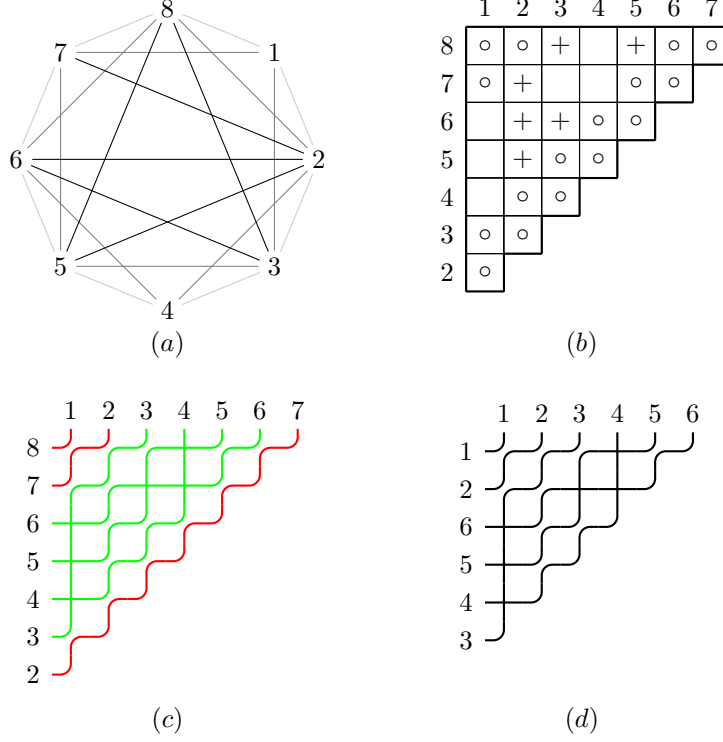 8
7 1
6 2
5 3
4
(a)
1 2 3 4 5 6 7
8 ∘ ∘ + + ∘ ∘
7 ∘ + ∘ ∘
6 + + ∘ ∘
5 + ∘ ∘
4 ∘ ∘
3 ∘ ∘
2 ∘
(b)
1 2 3 4 5 6 7
8
7
6
5
4
3
2
(c)
1 2 3 4 5 6
1
2
6
5
4
3
(d)